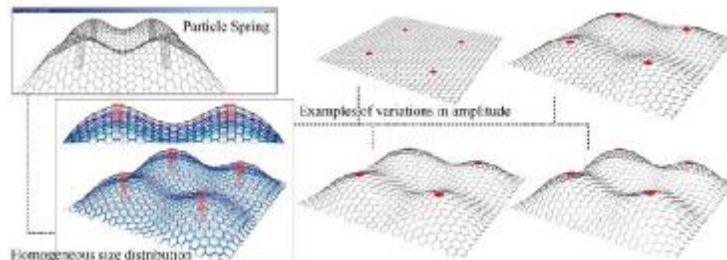 Particle Spring
Examples of variations in amplitude
Homogeneous size distribution